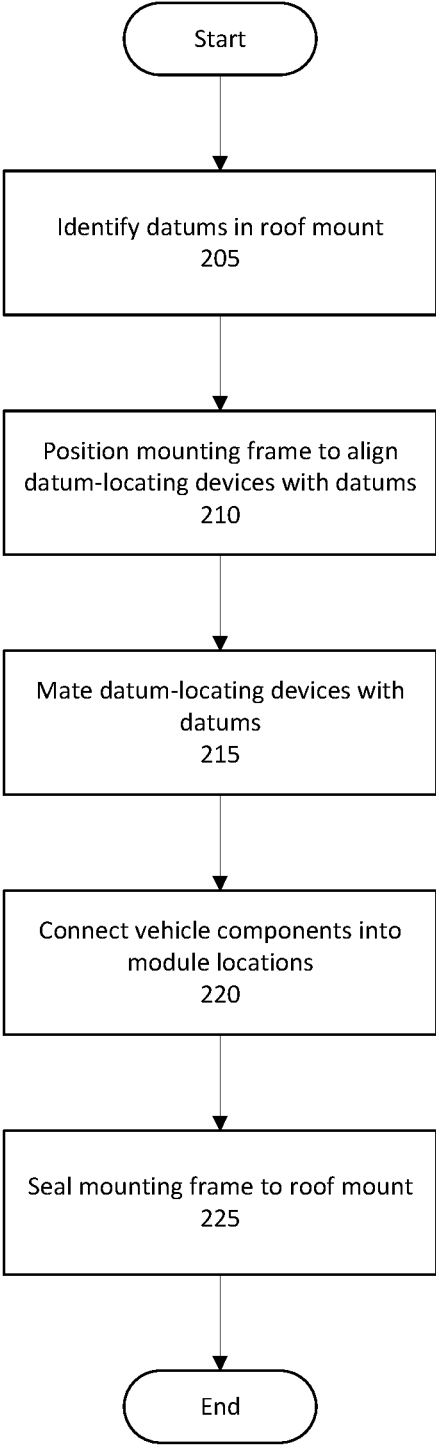 Start
Identify datums in roof mount
205
Position mounting frame to align
datum-locating devices with datums
210
Mate datum-locating devices with
datums
215
Connect vehicle components into
module locations
220
Seal mounting frame to roof mount
225
End